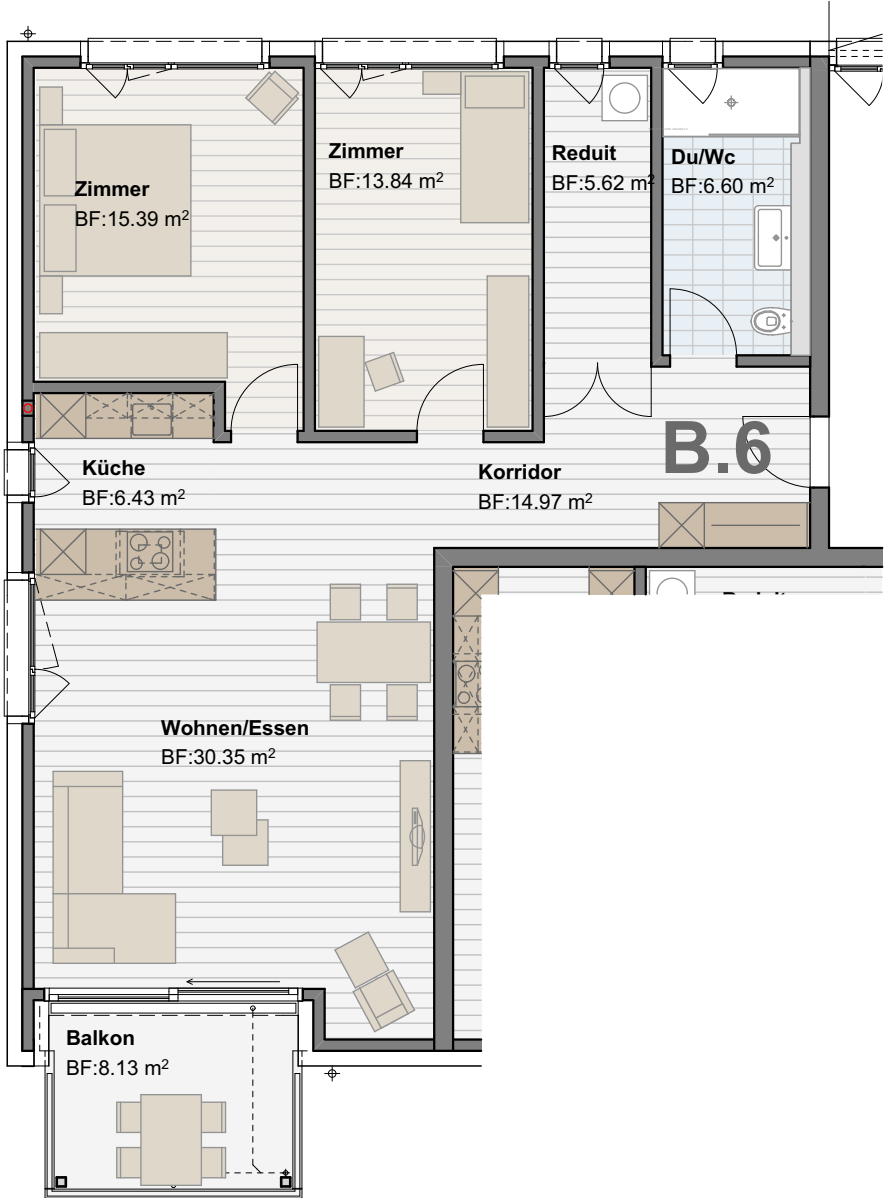 Zimmer
BF:15.39 m²
Zimmer
BF:13.84 m²
Reduit
BF:5.62 m²
Du/Wc
BF:6.60 m²
Küche
BF:6.43 m²
Korridor
BF:14.97 m²
B.6
Wohnen/Essen
BF:30.35 m²
Balkon
BF:8.13 m²